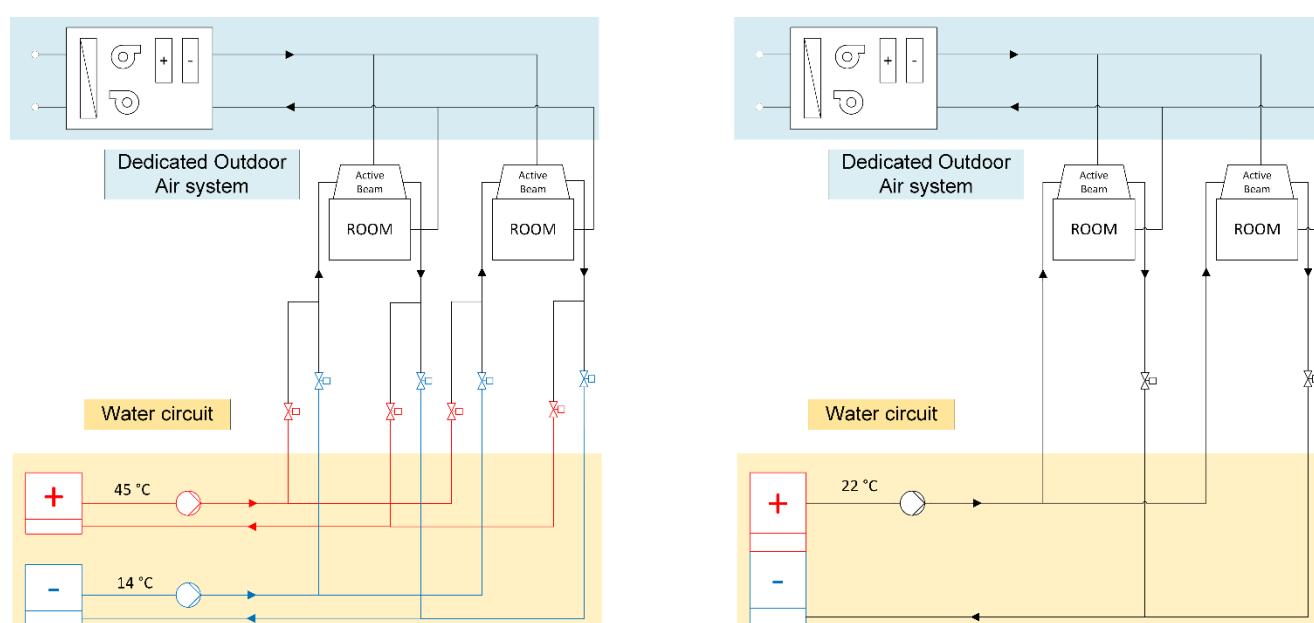 + -
Dedicated Outdoor
Air system
Active
Beam
ROOM
Active
Beam
ROOM
Water circuit
+
45 °C
-
14 °C
+ -
Dedicated Outdoor
Air system
Active
Beam
ROOM
Active
Beam
ROOM
Water circuit
+
22 °C
-